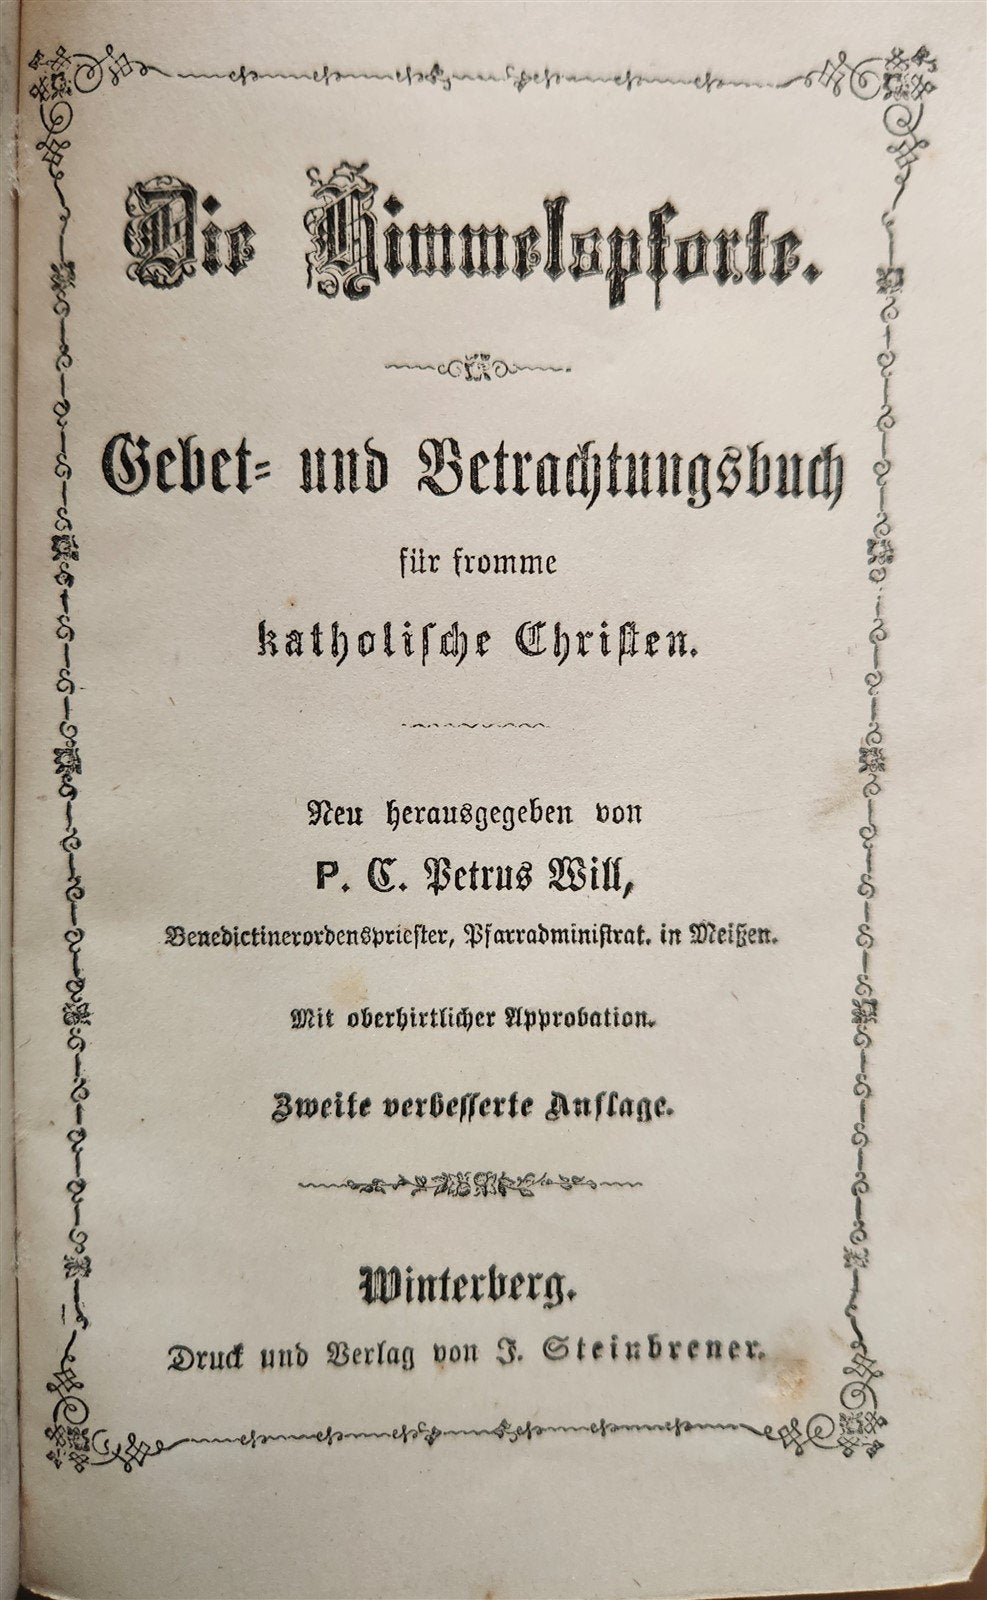 Die Himmelspforte.
Gebet- und Betrachtungsbuch
für fromme
katholische Christen.
Neu herausgegeben von
P. C. Petrus Will,
Benedictinerordenspriester, Pfarradministrat. in Meißen.
Mit oberhirtlicher Approbation.
Zweite verbesserte Auflage.
Winterberg.
Druck und Verlag von J. Steinbrener.